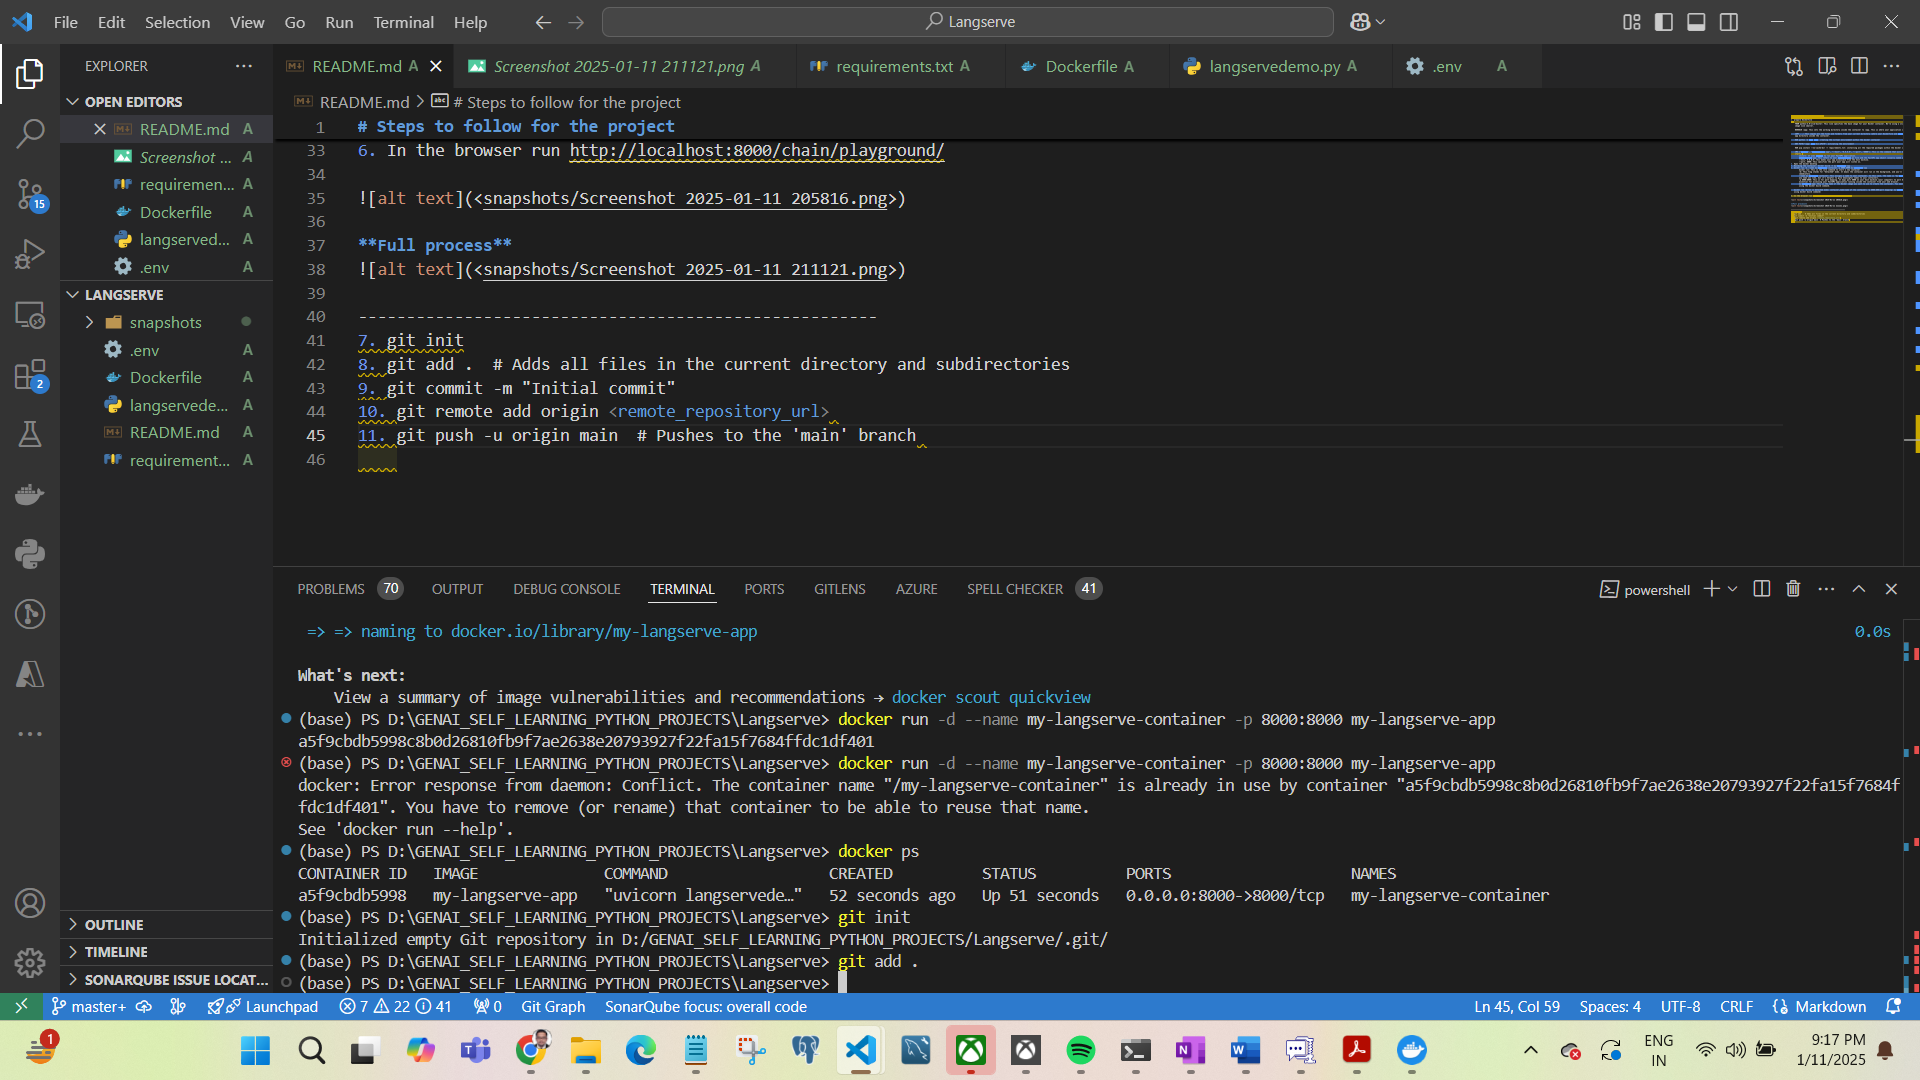 File Edit Selection View Go Run Terminal Help
Langserve
EXPLORER
README.md A
Screenshot 2025-01-11 211121.png A
requirements.txt A
Dockerfile A
langservedemo.py A
.env A
OPEN EDITORS
README.md A
Screenshot ... A
requiremen... A
Dockerfile A
langserved... A
.env A
LANGSERVE
snapshots
.env A
Dockerfile A
langservede... A
README.md A
requirement... A
OUTLINE
TIMELINE
SONARQUBE ISSUE LOCAT...
15
2
README.md > # Steps to follow for the project
1 # Steps to follow for the project
33 6. In the browser run http://localhost:8000/chain/playground/
34
35 ![alt text](<snapshots/Screenshot 2025-01-11 205816.png>)
36
37 **Full process**
38 ![alt text](<snapshots/Screenshot 2025-01-11 211121.png>)
39
40 ------------------------------------------------------
41 7. git init
42 8. git add . # Adds all files in the current directory and subdirectories
43 9. git commit -m "Initial commit"
44 10. git remote add origin <remote_repository_url>
45 11. git push -u origin main # Pushes to the 'main' branch
46
PROBLEMS 70 OUTPUT DEBUG CONSOLE TERMINAL PORTS GITLENS AZURE SPELL CHECKER 41
powershell
=> => naming to docker.io/library/my-langserve-app 0.0s
What's next:
View a summary of image vulnerabilities and recommendations → docker scout quickview
(base) PS D:\GENAI_SELF_LEARNING_PYTHON_PROJECTS\Langserve> docker run -d --name my-langserve-container -p 8000:8000 my-langserve-app
a5f9cbdb5998c8b0d26810fb9f7ae2638e20793927f22fa15f7684ffdc1df401
(base) PS D:\GENAI_SELF_LEARNING_PYTHON_PROJECTS\Langserve> docker run -d --name my-langserve-container -p 8000:8000 my-langserve-app
docker: Error response from daemon: Conflict. The container name "/my-langserve-container" is already in use by container "a5f9cbdb5998c8b0d26810fb9f7ae2638e20793927f22fa15f7684f
fdc1df401". You have to remove (or rename) that container to be able to reuse that name.
See 'docker run --help'.
(base) PS D:\GENAI_SELF_LEARNING_PYTHON_PROJECTS\Langserve> docker ps
CONTAINER ID IMAGE COMMAND CREATED STATUS PORTS NAMES
a5f9cbdb5998 my-langserve-app "uvicorn langservede…" 52 seconds ago Up 51 seconds 0.0.0.0:8000->8000/tcp my-langserve-container
(base) PS D:\GENAI_SELF_LEARNING_PYTHON_PROJECTS\Langserve> git init
Initialized empty Git repository in D:/GENAI_SELF_LEARNING_PYTHON_PROJECTS/Langserve/.git/
(base) PS D:\GENAI_SELF_LEARNING_PYTHON_PROJECTS\Langserve> git add .
(base) PS D:\GENAI_SELF_LEARNING_PYTHON_PROJECTS\Langserve>
master+ Launchpad 7 22 41 0 Git Graph SonarQube focus: overall code
Ln 45, Col 59 Spaces: 4 UTF-8 CRLF Markdown
1
ENG
IN
9:17 PM
1/11/2025